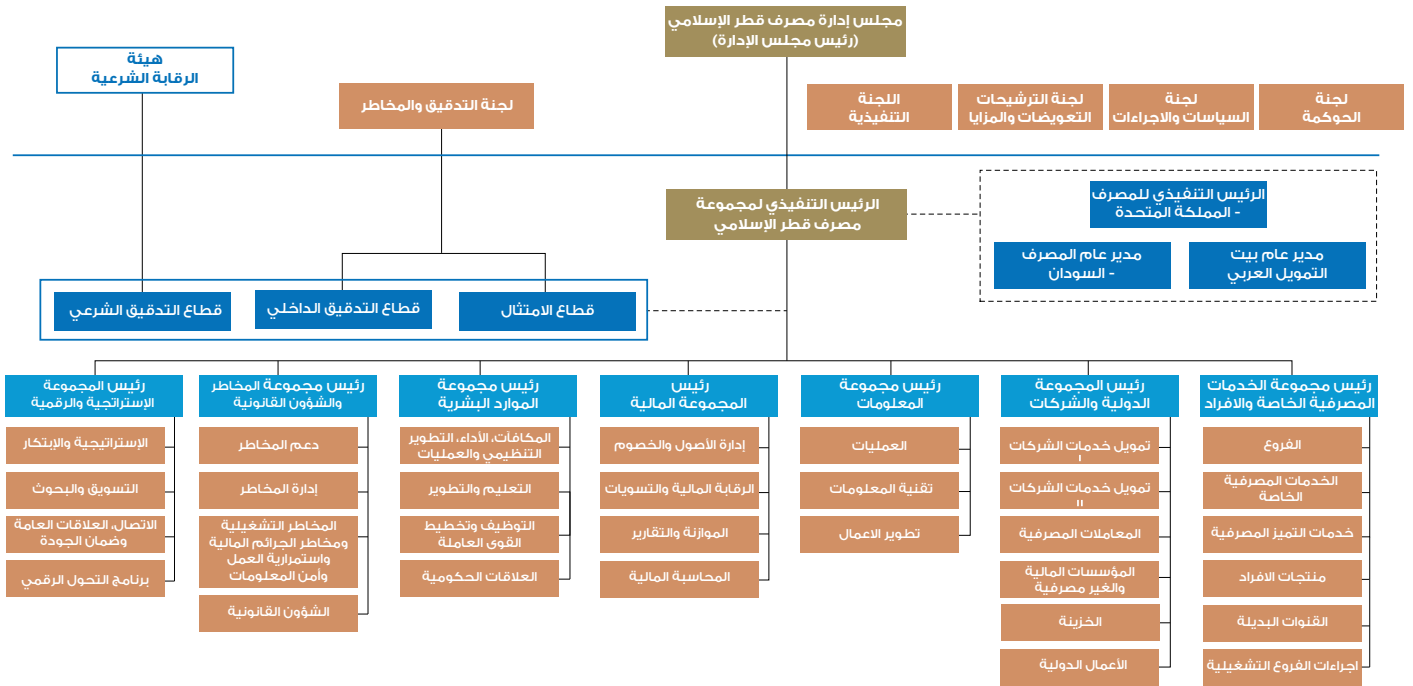 مجلس إدارة مصرف قطر الإسلامي
(رئيس مجلس الإدارة)
هيئة
الرقابة الشرعية
لجنة التدقيق والمخاطر
لجنة
الحوكمة
لجنة
السياسات والاجراءات
لجنة الترشيحات
التعويضات والمزايا
اللجنة
التنفيذية
الرئيس التنفيذي لمجموعة
مصرف قطر الإسلامي
الرئيس التنفيذي للمصرف
- المملكة المتحدة
مدير عام بيت
التمويل العربي
مدير عام المصرف
- السودان
قطاع الامتثال
قطاع التدقيق الداخلي
قطاع التدقيق الشرعي
رئيس مجموعة الخدمات
المصرفية الخاصة والافراد
الفروع
الخدمات المصرفية
الخاصة
خدمات التميز المصرفية
منتجات الافراد
القنوات البديلة
اجراءات الفروع التشغيلية
رئيس المجموعة
الدولية والشركات
تمويل خدمات الشركات
I
تمويل خدمات الشركات
II
المعاملات المصرفية
المؤسسات المالية
والغير مصرفية
الخزينة
الأعمال الدولية
رئيس مجموعة
المعلومات
العمليات
تقنية المعلومات
تطوير الاعمال
رئيس
المجموعة المالية
إدارة الأصول والخصوم
الرقابة المالية والتسويات
الموازنة والتقارير
المحاسبة المالية
رئيس مجموعة
الموارد البشرية
المكافآت، الأداء، التطوير
التنظيمي والعمليات
التعليم والتطوير
التوظيف وتخطيط
القوى العاملة
العلاقات الحكومية
رئيس مجموعة المخاطر
والشؤون القانونية
دعم المخاطر
إدارة المخاطر
المخاطر التشغيلية
ومخاطر الجرائم المالية
واستمرارية العمل
وأمن المعلومات
الشؤون القانونية
رئيس المجموعة
الإستراتجية والرقمية
الإستراتيجية والإبتكار
التسويق والبحوث
الاتصال، العلاقات العامة
وضمان الجودة
برنامج التحول الرقمي